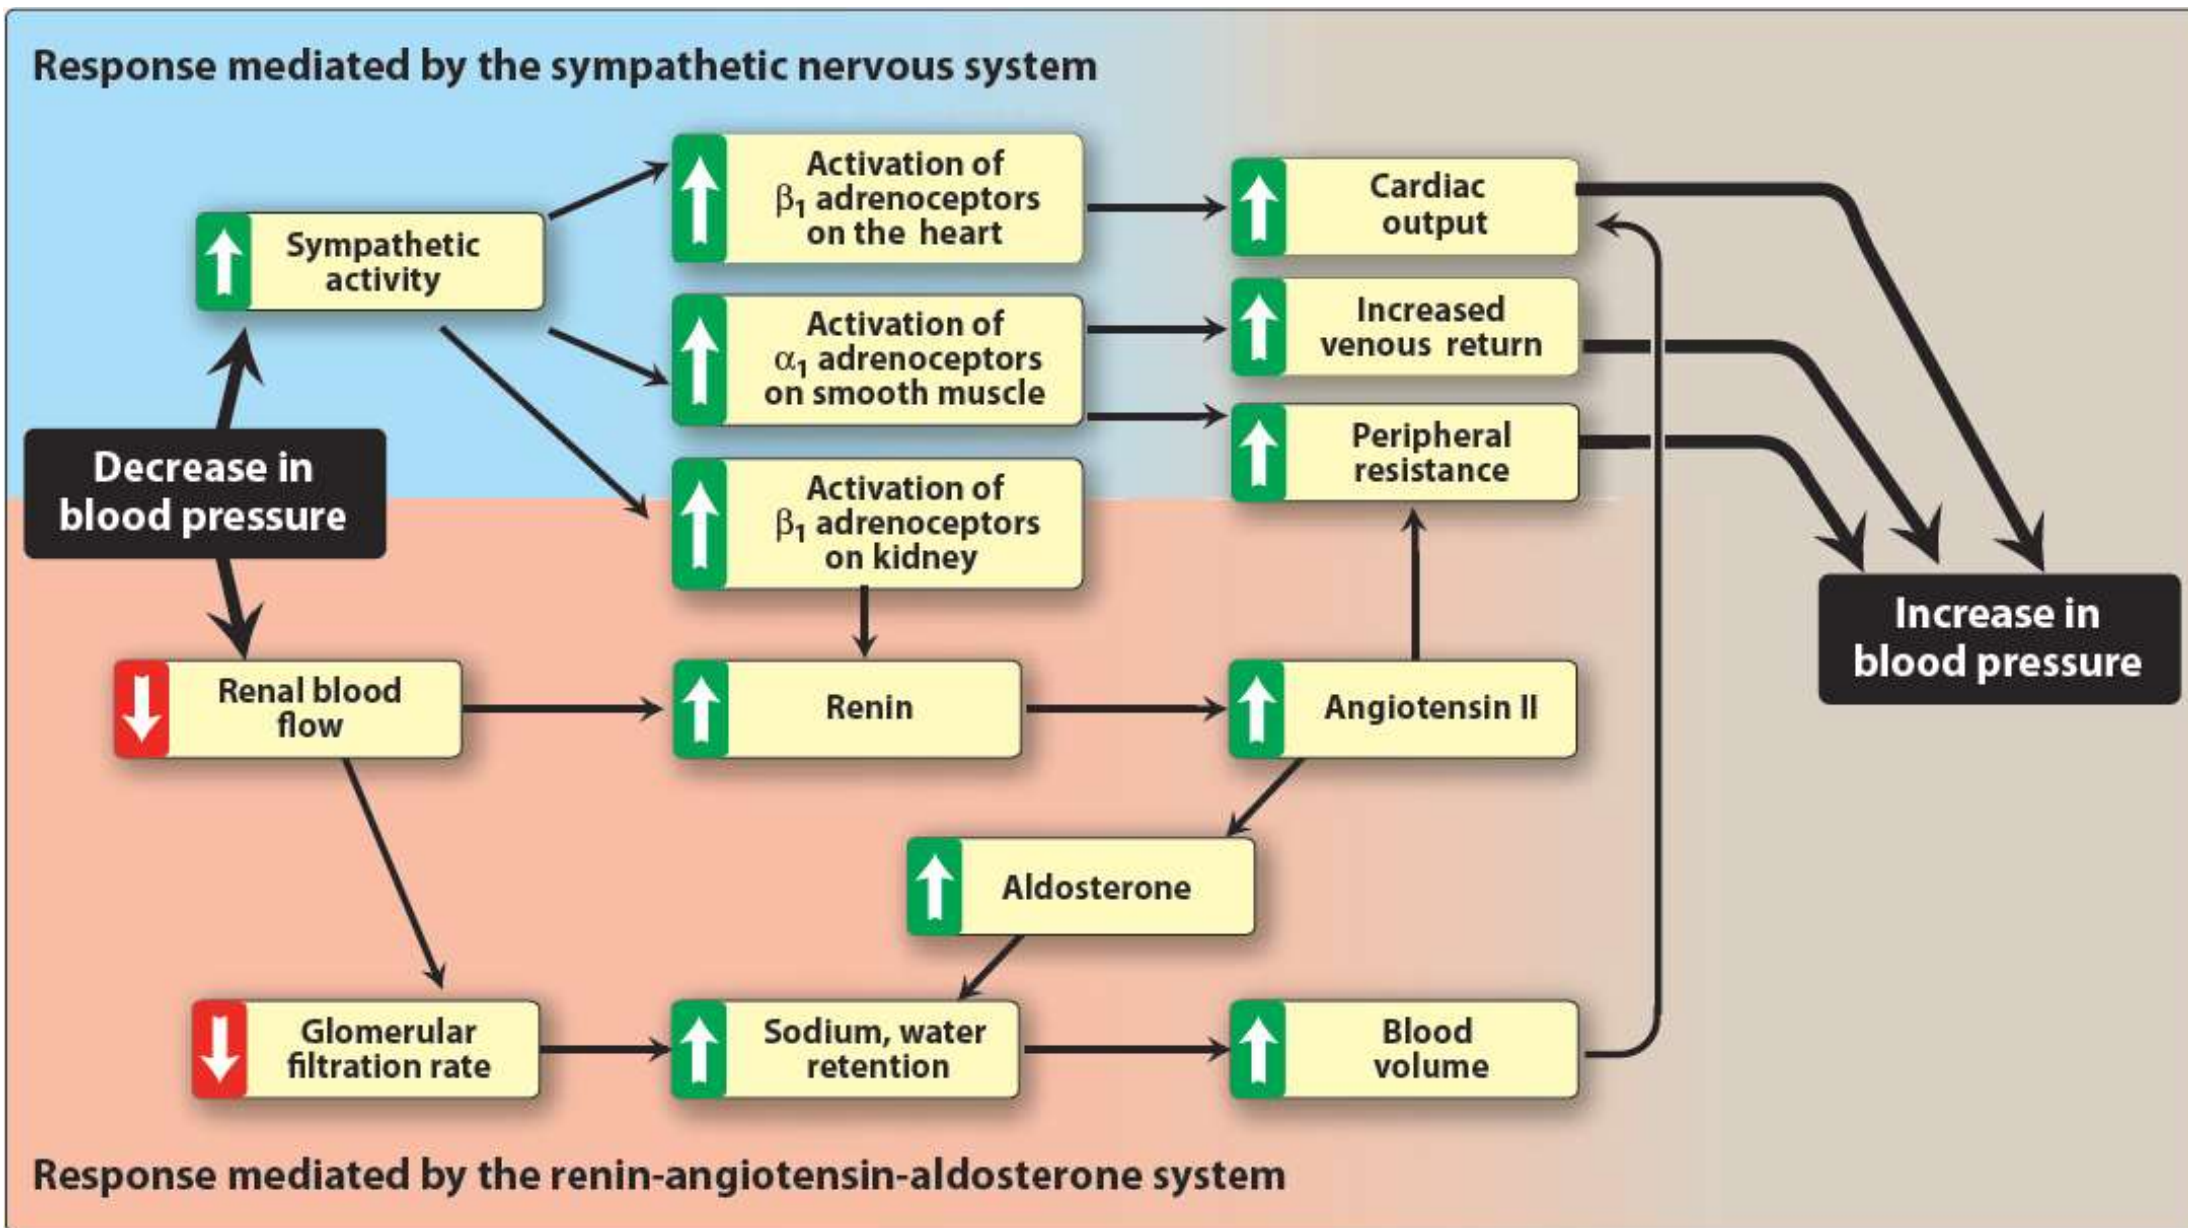 Response mediated by the sympathetic nervous system
Activation of
β1 adrenoceptors
on the heart
Cardiac
output
Sympathetic
activity
Activation of
α1 adrenoceptors
on smooth muscle
Increased
venous return
Peripheral
resistance
Decrease in
blood pressure
Activation of
β1 adrenoceptors
on kidney
Increase in
blood pressure
Renal blood
flow
Renin
Angiotensin II
Aldosterone
Glomerular
filtration rate
Sodium, water
retention
Blood
volume
Response mediated by the renin-angiotensin-aldosterone system